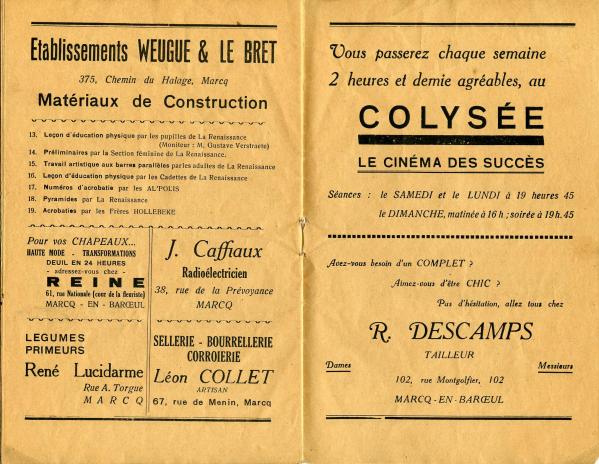 Etablissements WEUGUE & LE BRET
375, Chemin du Halage, Marcq
Matériaux de Construction
13. Leçon d'éducation physique par les pupilles de La Renaissance
(Moniteur : M. Gustave Verstraete)
14. Préliminaires par la Section féminine de La Renaissance.
15. Travail artistique aux barres parallèles par les adultes de La Renaissance
16. Leçon d'éducation physique par les Cadettes de La Renaissance
17. Numéros d'acrobatie par les AL'POLIS
18. Pyramides par La Renaissance
19. Acrobaties par les Frères HOLLEBEKE
Pour vos CHAPEAUX...
HAUTE MODE - TRANSFORMATIONS
DEUIL EN 24 HEURES
- adressez-vous chez -
REINE
61, rue Nationale (cour de la fleuriste)
MARCQ - EN - BARŒUL
J. Caffiaux
Radioélectricien
38, rue de la Prévoyance
MARCQ
LEGUMES
PRIMEURS
René Lucidarme
Rue A. Torgue
MARCQ
SELLERIE - BOURRELLERIE
CORROIERIE
Léon COLLET
ARTISAN
67, rue de Menin, Marcq
Vous passerez chaque semaine
2 heures et demie agréables, au
COLYSÉE
LE CINÉMA DES SUCCÈS
Séances : le SAMEDI et le LUNDI à 19 heures 45
le DIMANCHE, matinée à 16 h ; soirée à 19 h. 45
Avez-vous besoin d'un COMPLET ?
Aimez-vous d'être CHIC ?
Pas d'hésitation, allez tous chez
R. DESCAMPS
TAILLEUR
Dames
Messieurs
102, rue Montgolfier, 102
MARCQ - EN - BARŒUL